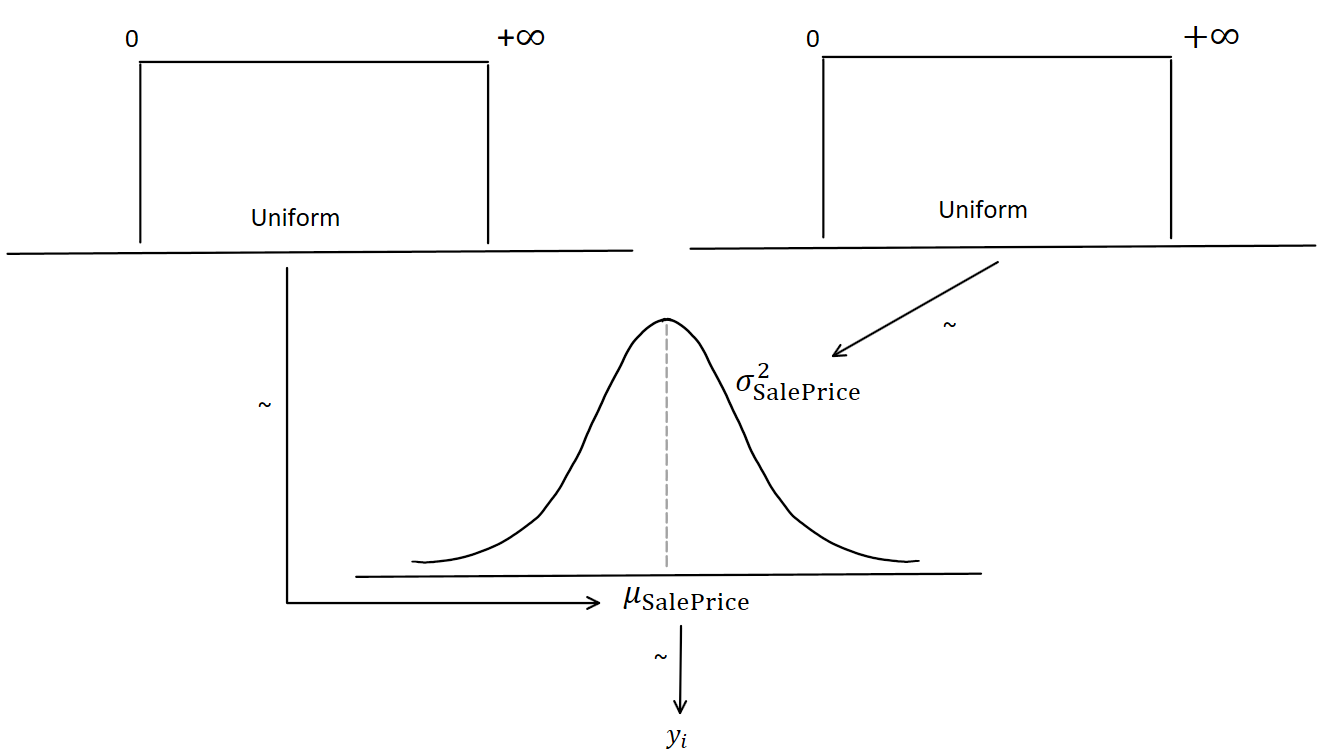 0
+∞
0
+∞
Uniform
Uniform
~
σ²SalePrice
~
μSalePrice
~
yᵢ